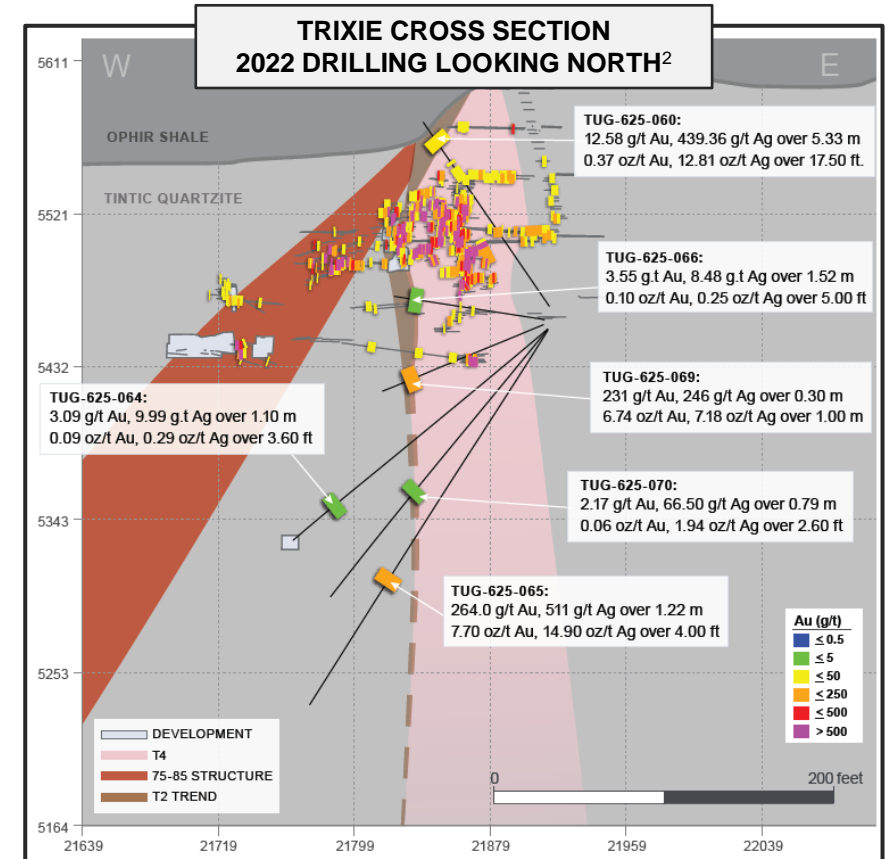 TRIXIE CROSS SECTION
2022 DRILLING LOOKING NORTH2
W
E
5611
5521
5432
5343
5253
5164
OPHIR SHALE
TINTIC QUARTZITE
TUG-625-060:
12.58 g/t Au, 439.36 g/t Ag over 5.33 m
0.37 oz/t Au, 12.81 oz/t Ag over 17.50 ft.
TUG-625-066:
3.55 g.t Au, 8.48 g.t Ag over 1.52 m
0.10 oz/t Au, 0.25 oz/t Ag over 5.00 ft
TUG-625-069:
231 g/t Au, 246 g/t Ag over 0.30 m
6.74 oz/t Au, 7.18 oz/t Ag over 1.00 m
TUG-625-064:
3.09 g/t Au, 9.99 g.t Ag over 1.10 m
0.09 oz/t Au, 0.29 oz/t Ag over 3.60 ft
TUG-625-070:
2.17 g/t Au, 66.50 g/t Ag over 0.79 m
0.06 oz/t Au, 1.94 oz/t Ag over 2.60 ft
TUG-625-065:
264.0 g/t Au, 511 g/t Ag over 1.22 m
7.70 oz/t Au, 14.90 oz/t Ag over 4.00 ft
Au (g/t)
≤ 0.5
≤ 5
≤ 50
≤ 250
≤ 500
> 500
DEVELOPMENT
T4
75-85 STRUCTURE
T2 TREND
0
200 feet
21639
21719
21799
21879
21959
22039